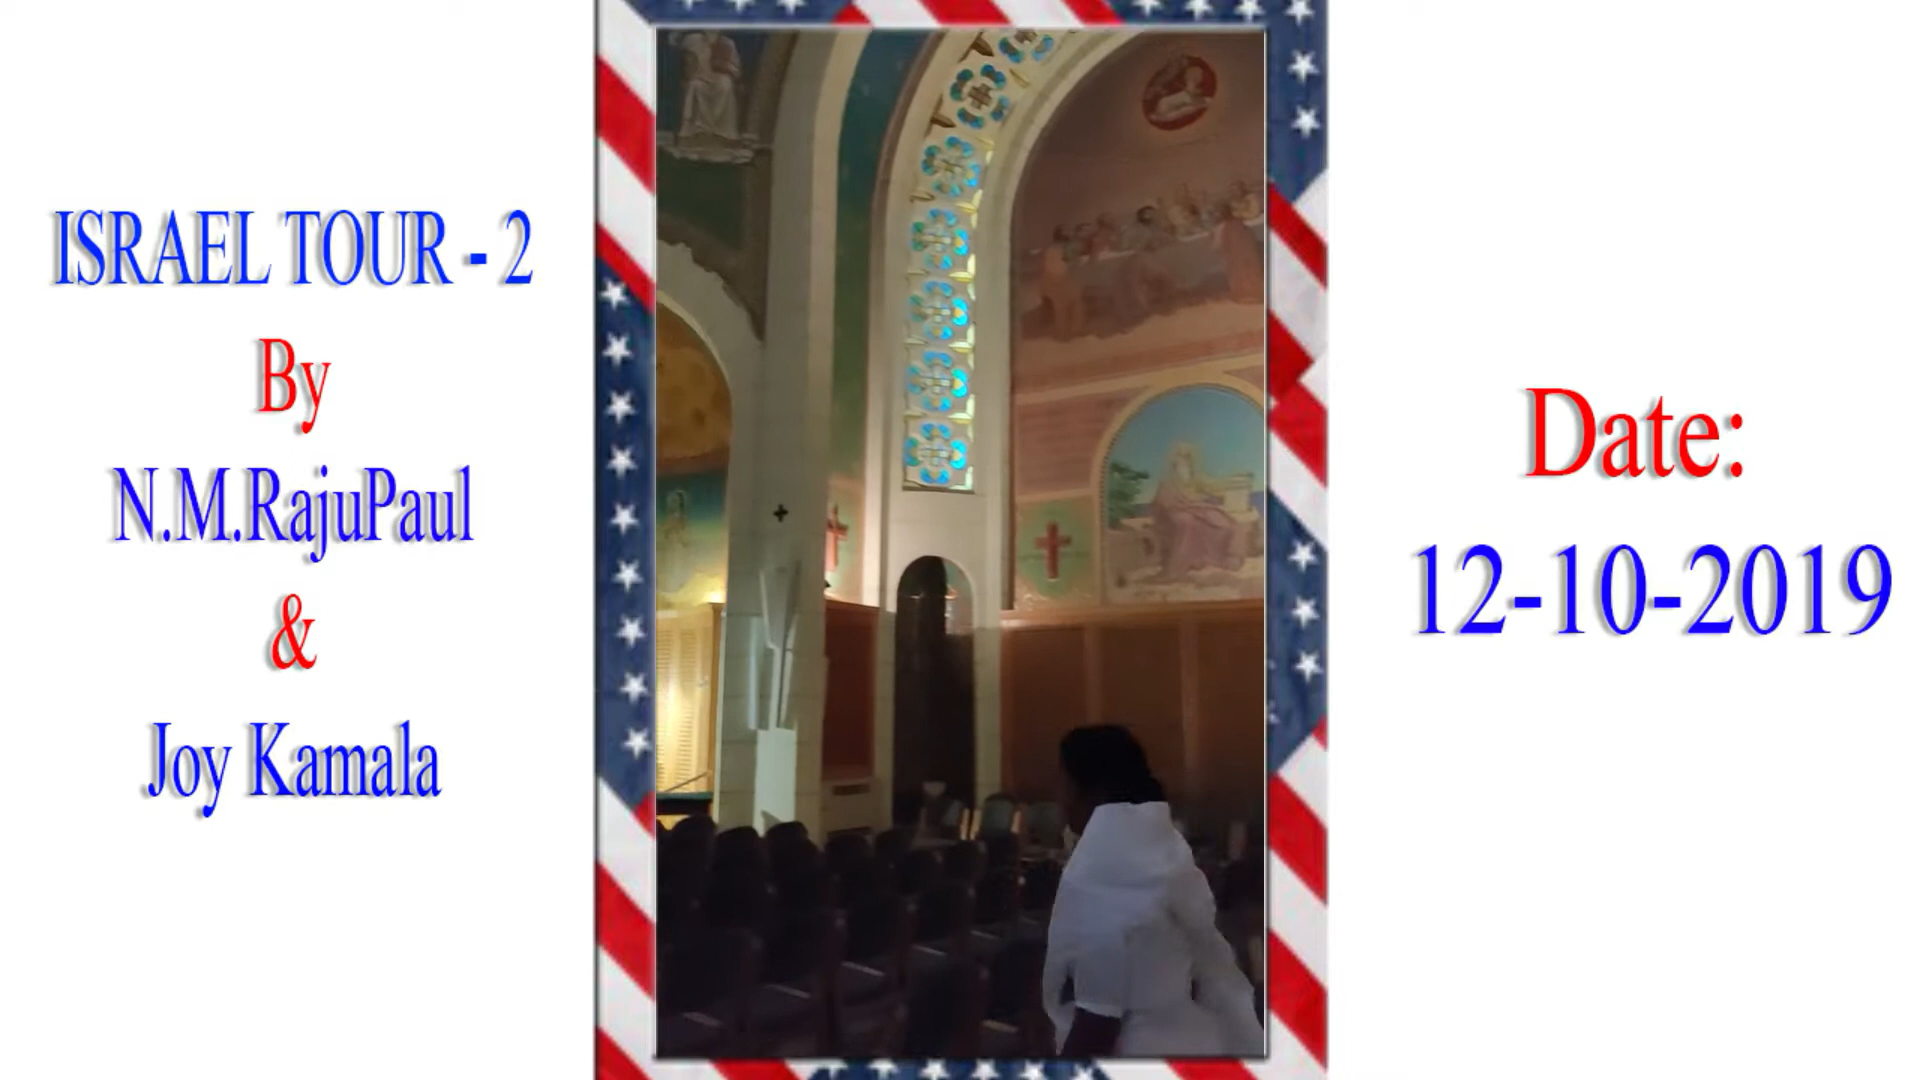 ISRAEL TOUR - 2
By
N.M.RajuPaul
&
Joy Kamala
Date:
12-10-2019